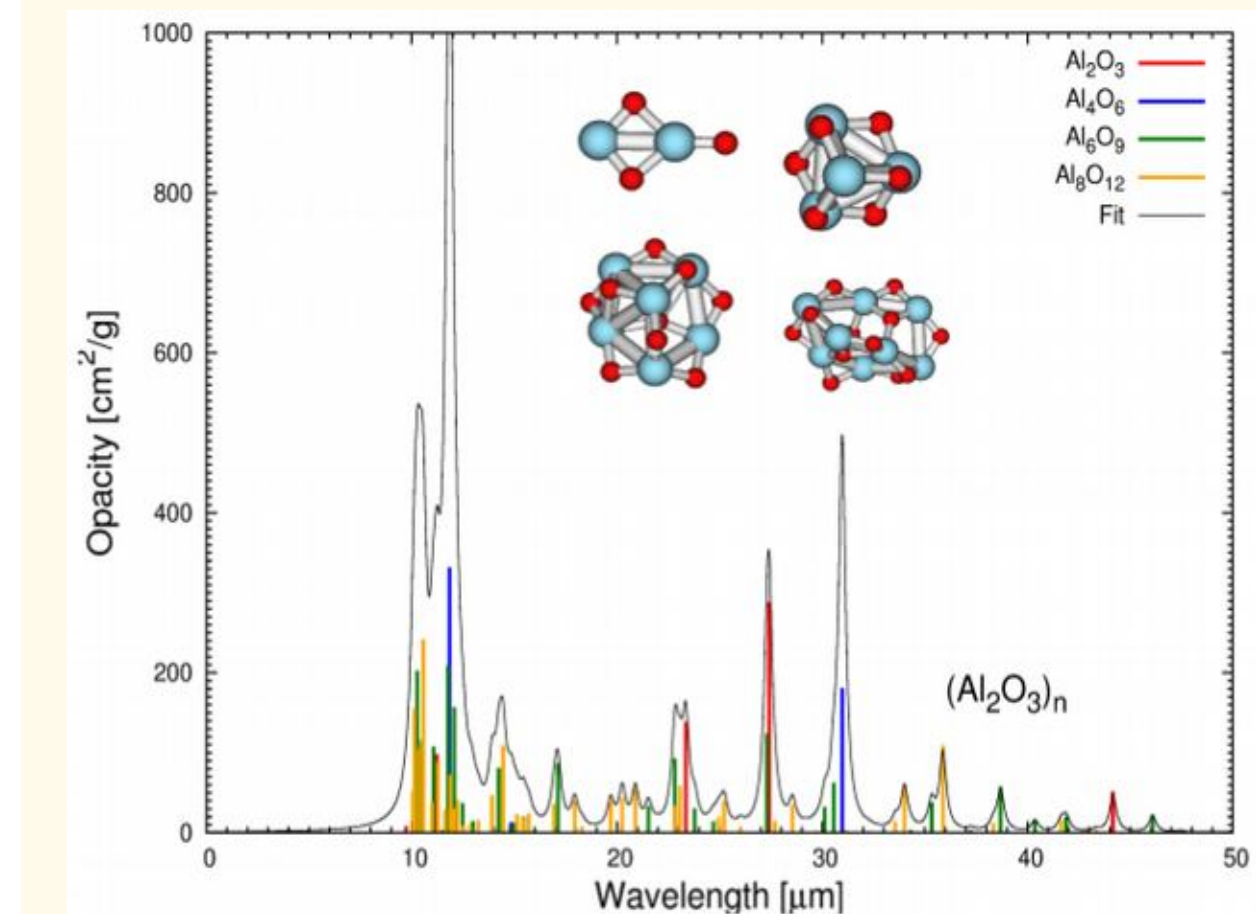 1000
800
600
400
200
0
Opacity [cm²/g]
Al₂O₃
Al₄O₆
Al₆O₉
Al₈O₁₂
Fit
(Al₂O₃)ₙ
0 10 20 30 40 50
Wavelength [μm]